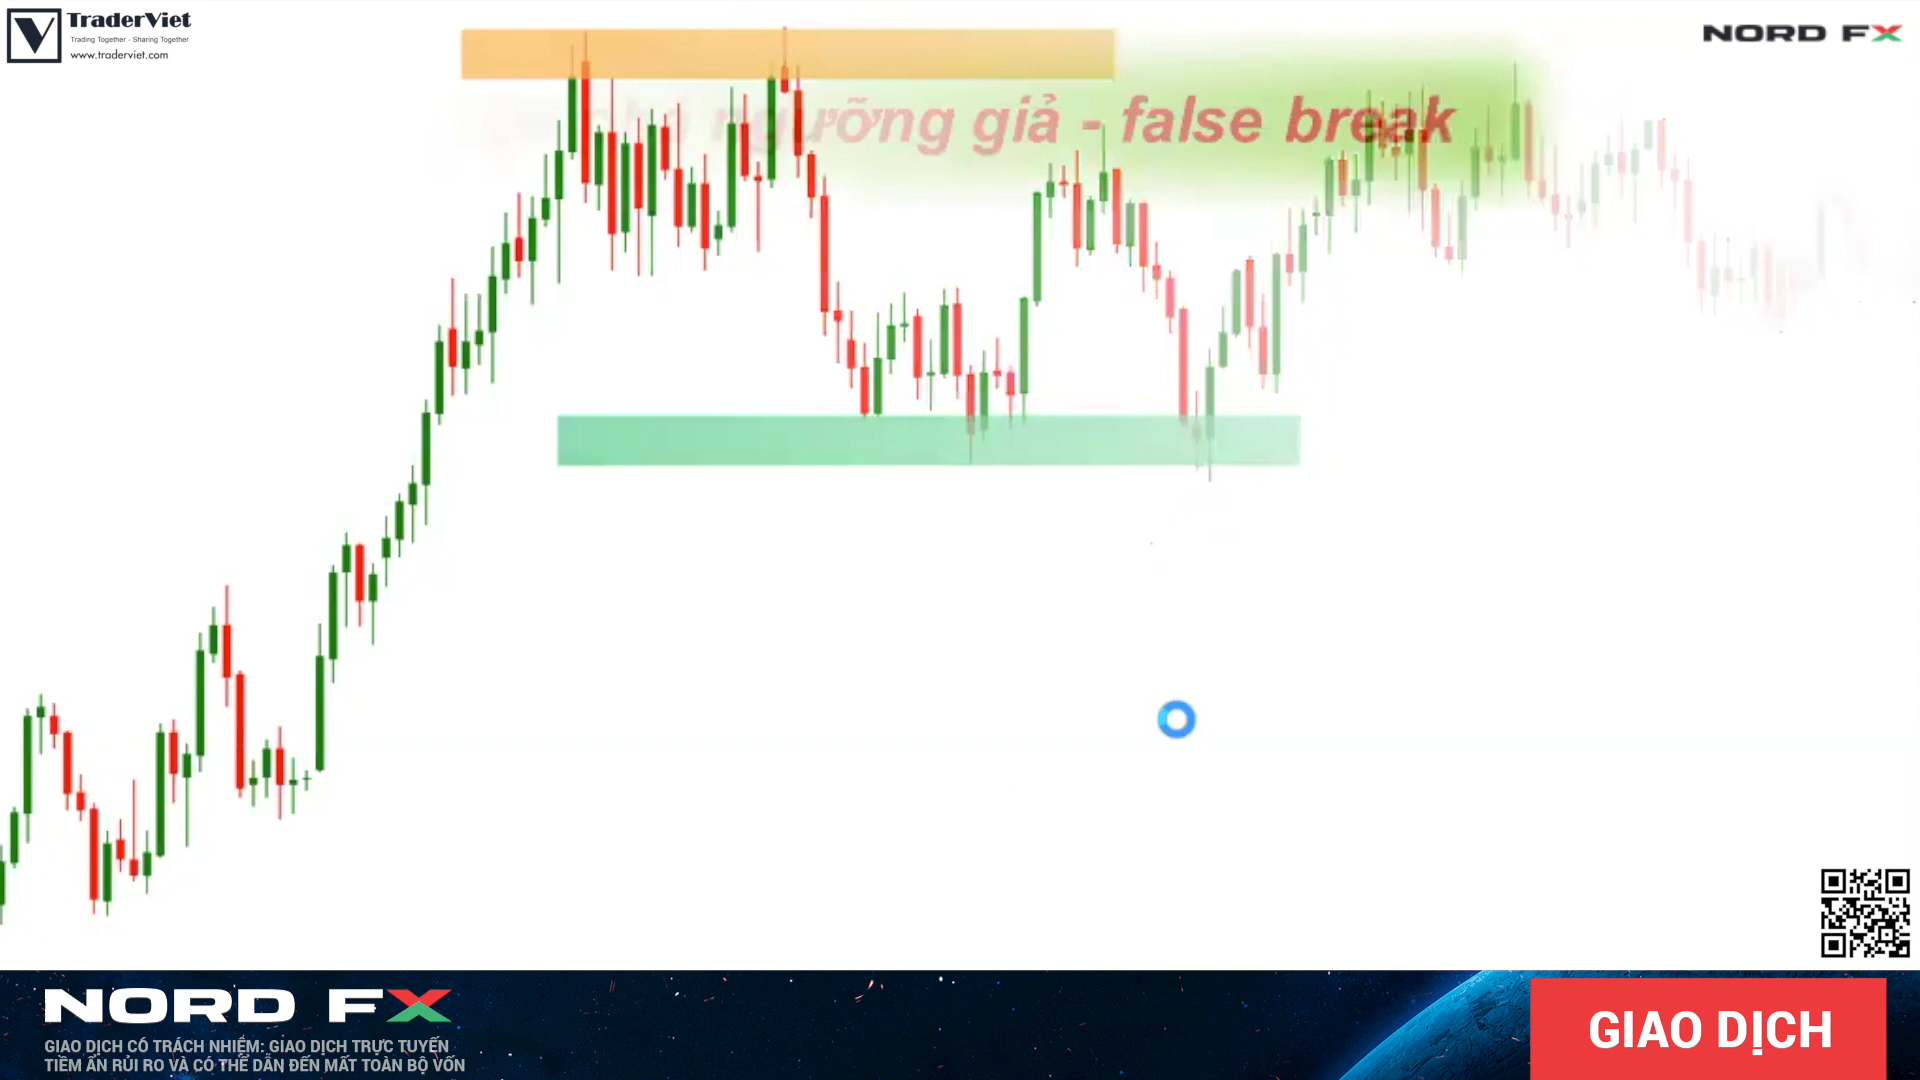 TraderViet
Trading Together - Sharing Together
www.traderviet.com
NORD FX
ngưỡng giả - false break
NORD FX
GIAO DỊCH CÓ TRÁCH NHIỆM: GIAO DỊCH TRỰC TUYẾN
TIỀM ẨN RỦI RO VÀ CÓ THỂ DẪN ĐẾN MẤT TOÀN BỘ VỐN
GIAO DỊCH